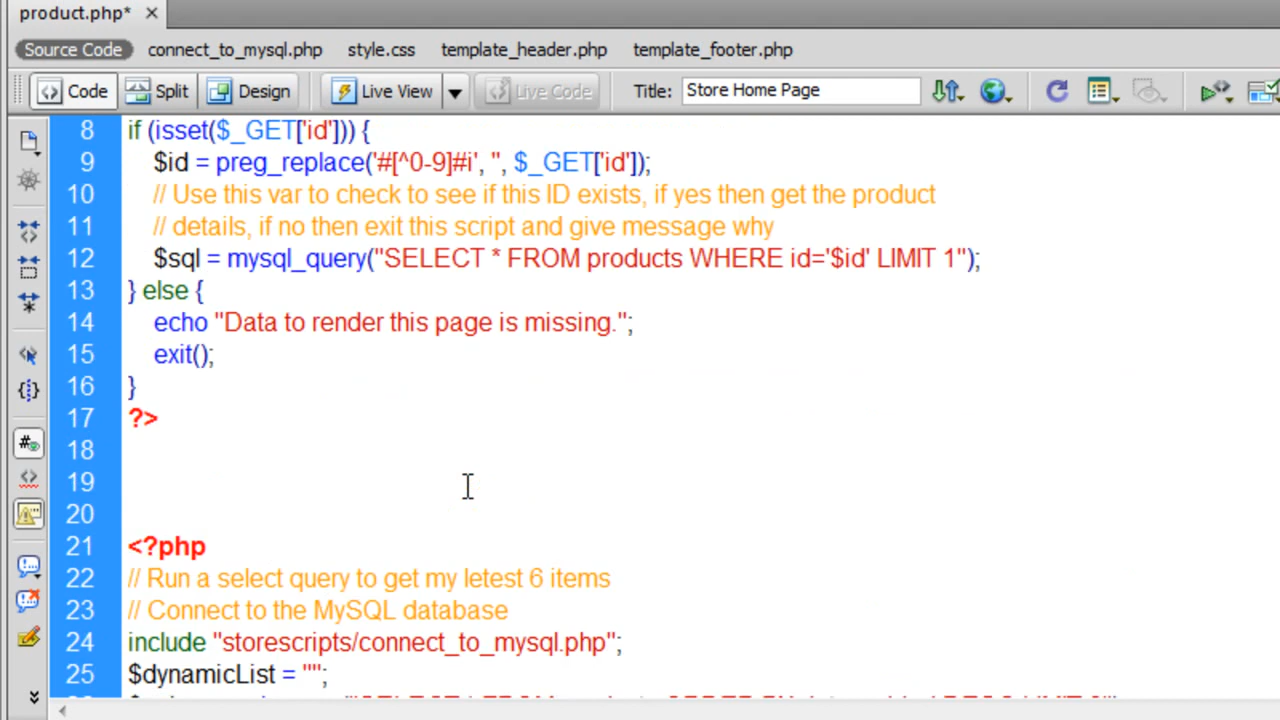 product.php*
Source Code connect_to_mysql.php style.css template_header.php template_footer.php
Code Split Design Live View Live Code Title: Store Home Page
8 if (isset($_GET['id'])) {
9 $id = preg_replace('#[^0-9]#i', '', $_GET['id']);
10 // Use this var to check to see if this ID exists, if yes then get the product
11 // details, if no then exit this script and give message why
12 $sql = mysql_query("SELECT * FROM products WHERE id='$id' LIMIT 1");
13 } else {
14 echo "Data to render this page is missing.";
15 exit();
16 }
17 ?>
18
19
20
21 <?php
22 // Run a select query to get my letest 6 items
23 // Connect to the MySQL database
24 include "storescripts/connect_to_mysql.php";
25 $dynamicList = "";